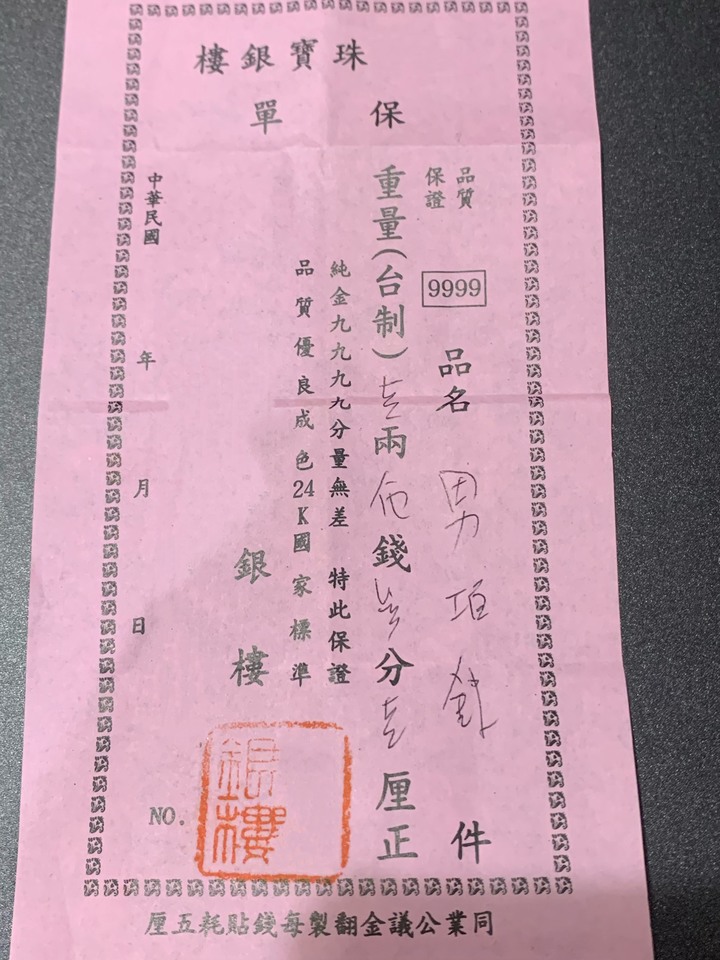 珠寶銀樓
保單
品質
保證
9999
品名 男項鍊 件
重量(台制) 兩 錢 分 厘正
純金九九九九分量無差 特此保證
品質優良成色24K國家標準
銀樓
銀樓
NO.
中華民國 年 月 日
同業公議金翻製每錢貼耗五厘